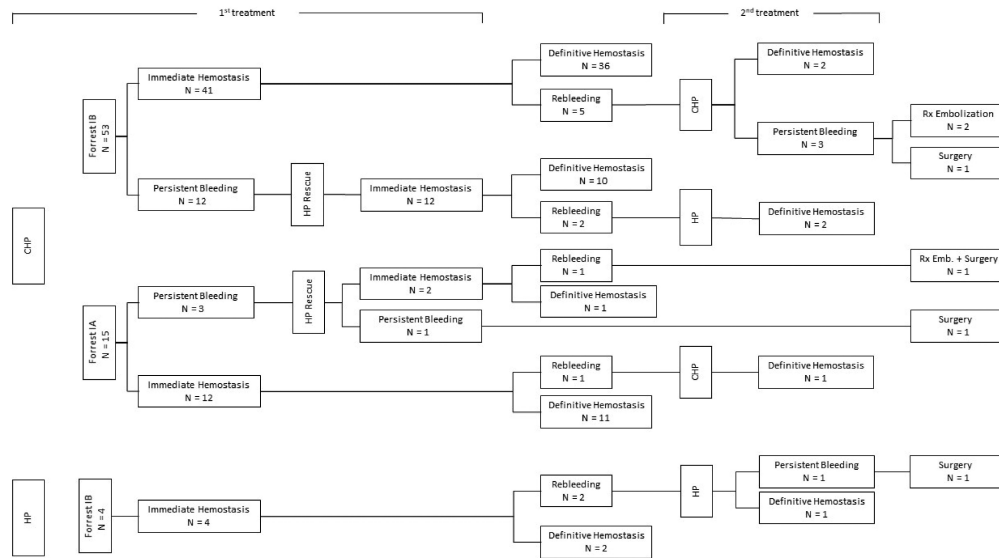 1st treatment
2nd treatment
CHP
Forrest IB
N = 53
Immediate Hemostasis
N = 41
Definitive Hemostasis
N = 36
Rebleeding
N = 5
CHP
Definitive Hemostasis
N = 2
Persistent Bleeding
N = 3
Rx Embolization
N = 2
Surgery
N = 1
Persistent Bleeding
N = 12
HP Rescue
Immediate Hemostasis
N = 12
Definitive Hemostasis
N = 10
Rebleeding
N = 2
HP
Definitive Hemostasis
N = 2
Forrest IA
N = 15
Persistent Bleeding
N = 3
HP Rescue
Immediate Hemostasis
N = 2
Rebleeding
N = 1
Rx Emb. + Surgery
N = 1
Definitive Hemostasis
N = 1
Persistent Bleeding
N = 1
Surgery
N = 1
Immediate Hemostasis
N = 12
Rebleeding
N = 1
CHP
Definitive Hemostasis
N = 1
Definitive Hemostasis
N = 11
HP
Forrest IB
N = 4
Immediate Hemostasis
N = 4
Rebleeding
N = 2
HP
Persistent Bleeding
N = 1
Surgery
N = 1
Definitive Hemostasis
N = 1
Definitive Hemostasis
N = 2